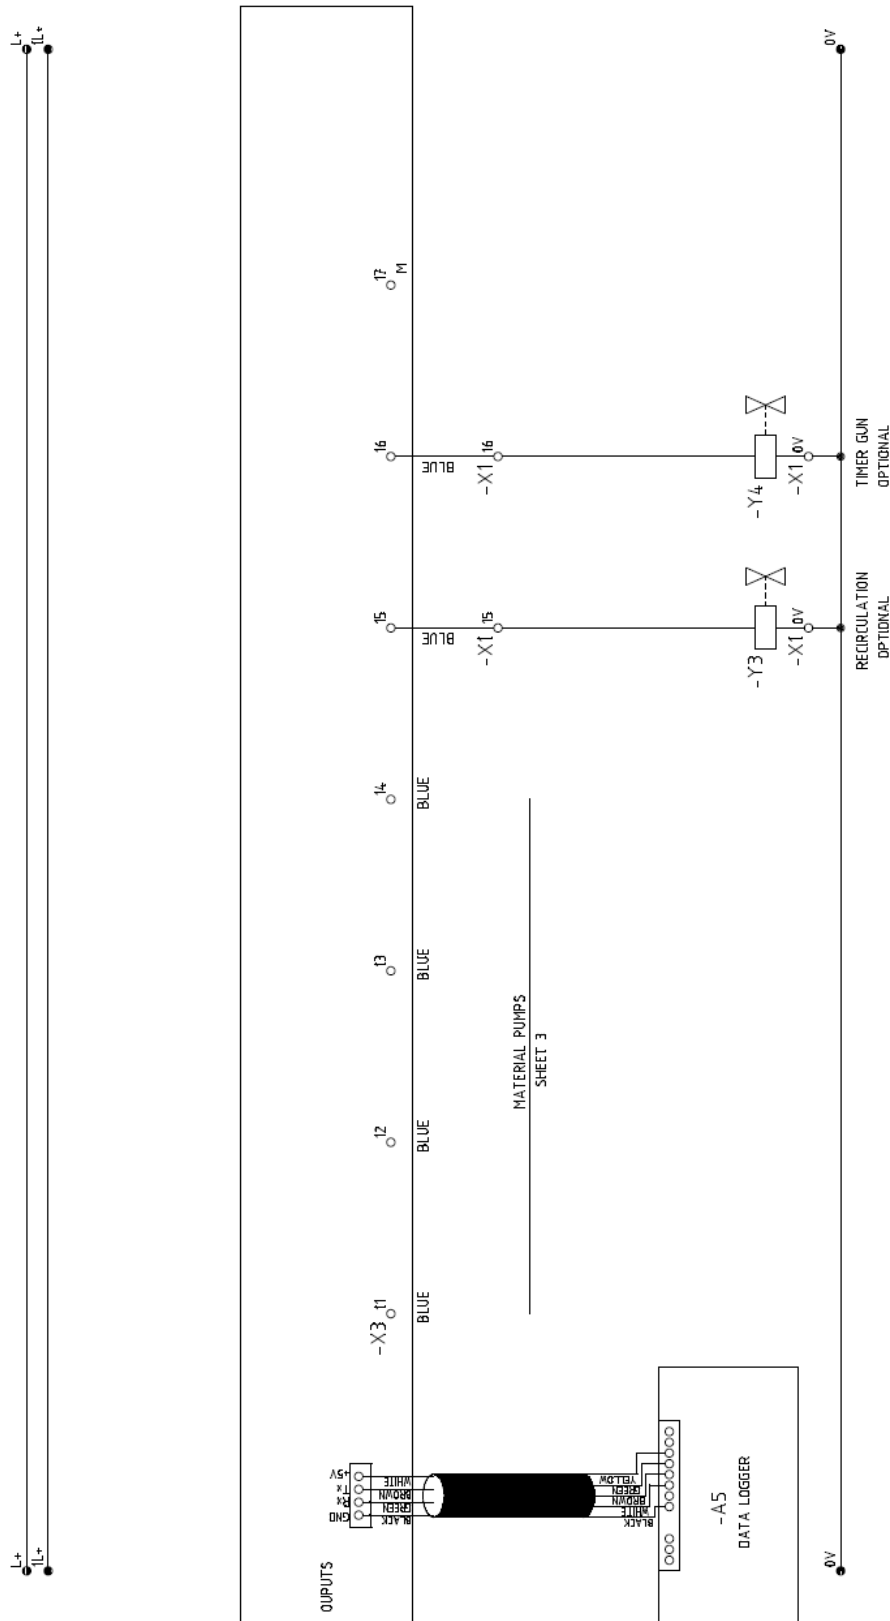 L+ L+
1L+ 1L+
OUPUTS
GND
Rx
Tx
+5V
-X3 11 12 13 14 15 16 17
M
BLACK
GREEN
BROWN
WHITE
BLUE BLUE BLUE BLUE BLUE BLUE
-X1 15 -X1 16
MATERIAL PUMPS
SHEET 3
BLACK
WHITE
BROWN
GREEN
YELLOW
-A5
DATA LOGGER
-Y3 -Y4
-X1 0V -X1 0V
0V 0V
RECIRCULATION
OPTIONAL
TIMER GUN
OPTIONAL